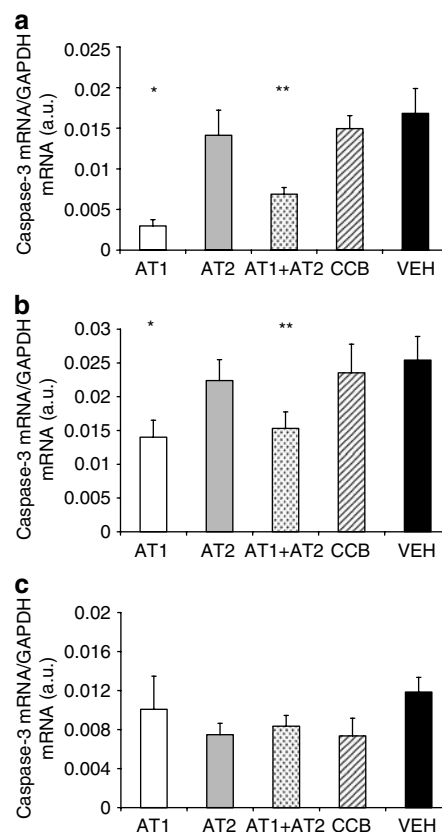 a
Caspase-3 mRNA/GAPDH
mRNA (a.u.)
0.025
0.02
0.015
0.01
0.005
0
*
**
AT1 AT2 AT1+AT2 CCB VEH
b
Caspase-3 mRNA/GAPDH
mRNA (a.u.)
0.03
0.025
0.02
0.015
0.01
0.005
0
*
**
AT1 AT2 AT1+AT2 CCB VEH
c
Caspase-3 mRNA/GAPDH
mRNA (a.u.)
0.02
0.016
0.012
0.008
0.004
0
AT1 AT2 AT1+AT2 CCB VEH